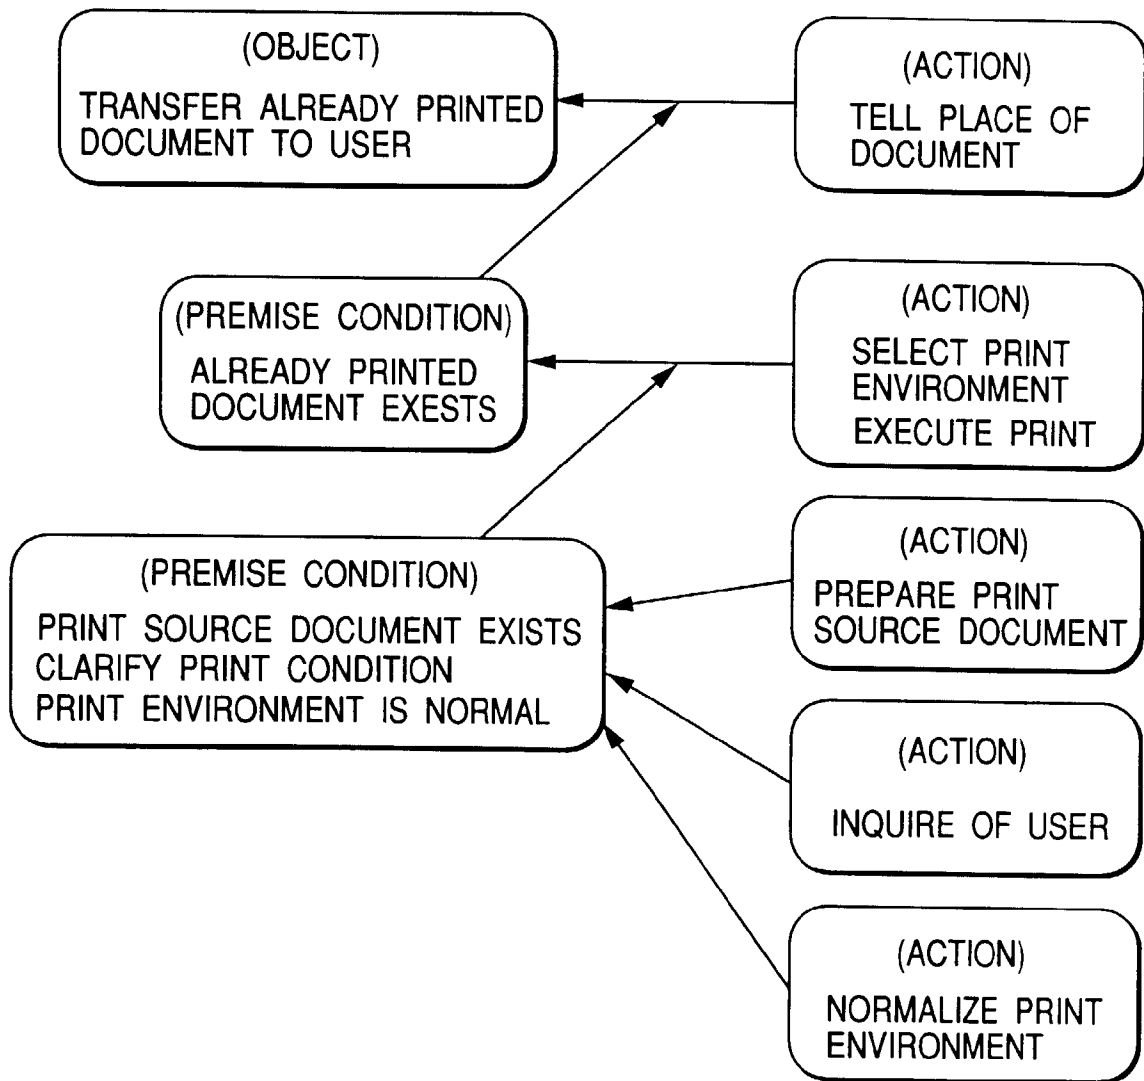 (OBJECT)
TRANSFER ALREADY PRINTED
DOCUMENT TO USER
(ACTION)
TELL PLACE OF
DOCUMENT
(PREMISE CONDITION)
ALREADY PRINTED
DOCUMENT EXESTS
(ACTION)
SELECT PRINT
ENVIRONMENT
EXECUTE PRINT
(PREMISE CONDITION)
PRINT SOURCE DOCUMENT EXISTS
CLARIFY PRINT CONDITION
PRINT ENVIRONMENT IS NORMAL
(ACTION)
PREPARE PRINT
SOURCE DOCUMENT
(ACTION)
INQUIRE OF USER
(ACTION)
NORMALIZE PRINT
ENVIRONMENT